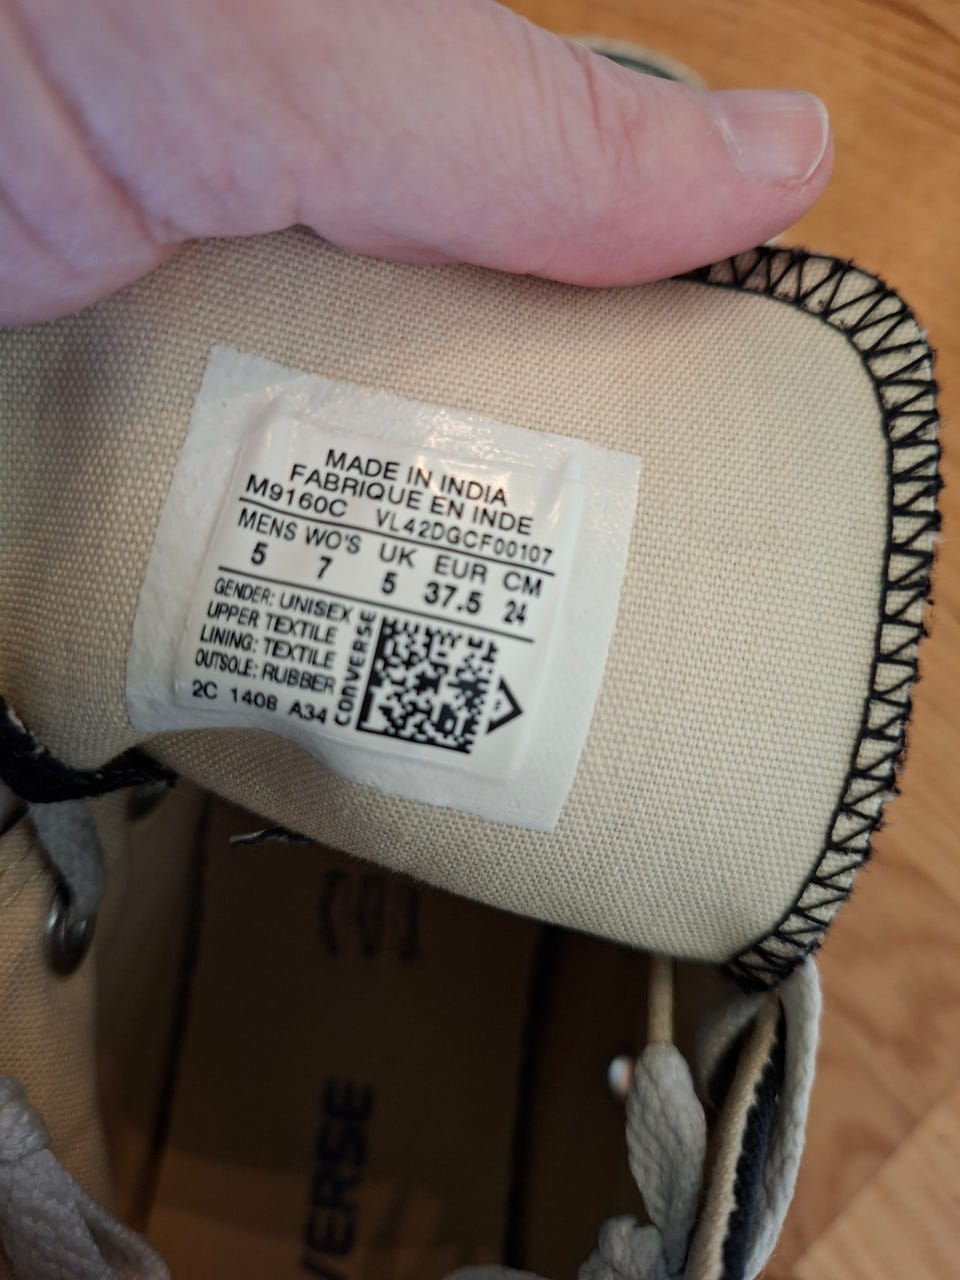 MADE IN INDIA
FABRIQUE EN INDE
M9160C VL42DGCF00107
MENS WO'S UK EUR CM
5 7 5 37.5 24
GENDER: UNISEX
UPPER TEXTILE
LINING: TEXTILE
OUTSOLE: RUBBER
2C 1408 A34
CONVERSE
VERSE